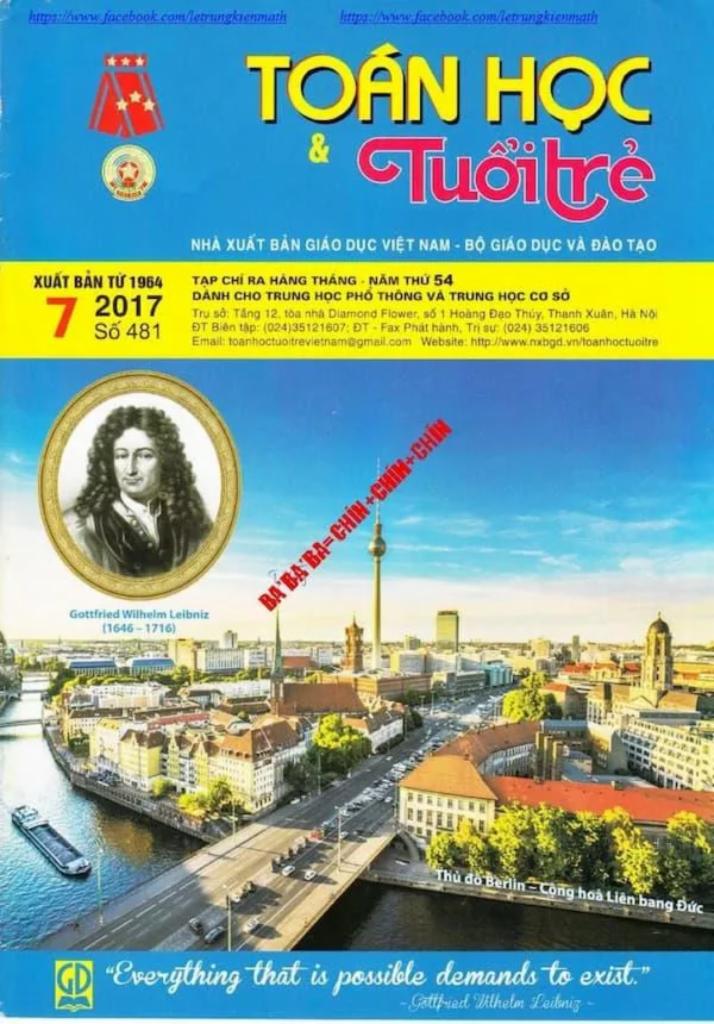 https://www.facebook.com/letrungkienmath https://www.facebook.com/letrungkienmath
TOÁN HỌC
& Tuổi trẻ
NHÀ XUẤT BẢN GIÁO DỤC VIỆT NAM - BỘ GIÁO DỤC VÀ ĐÀO TẠO
XUẤT BẢN TỪ 1964
7 2017
Số 481
TẠP CHÍ RA HÀNG THÁNG - NĂM THỨ 54
DÀNH CHO TRUNG HỌC PHỔ THÔNG VÀ TRUNG HỌC CƠ SỞ
Trụ sở: Tầng 12, tòa nhà Diamond Flower, số 1 Hoàng Đạo Thúy, Thanh Xuân, Hà Nội
ĐT Biên tập: (024)35121607; ĐT - Fax Phát hành, Trị sự: (024) 35121606
Email: toanhoctuoitrevietnam@gmail.com Website: http://www.nxbgd.vn/toanhoctuoitre
BA*BA*BA=CHÍN+CHÍN+CHÍN
Gottfried Wilhelm Leibniz
(1646 – 1716)
Thủ đô Berlin – Cộng hoà Liên bang Đức
GD
"Everything that is possible demands to exist."
- Gottfried Wilhelm Leibniz -